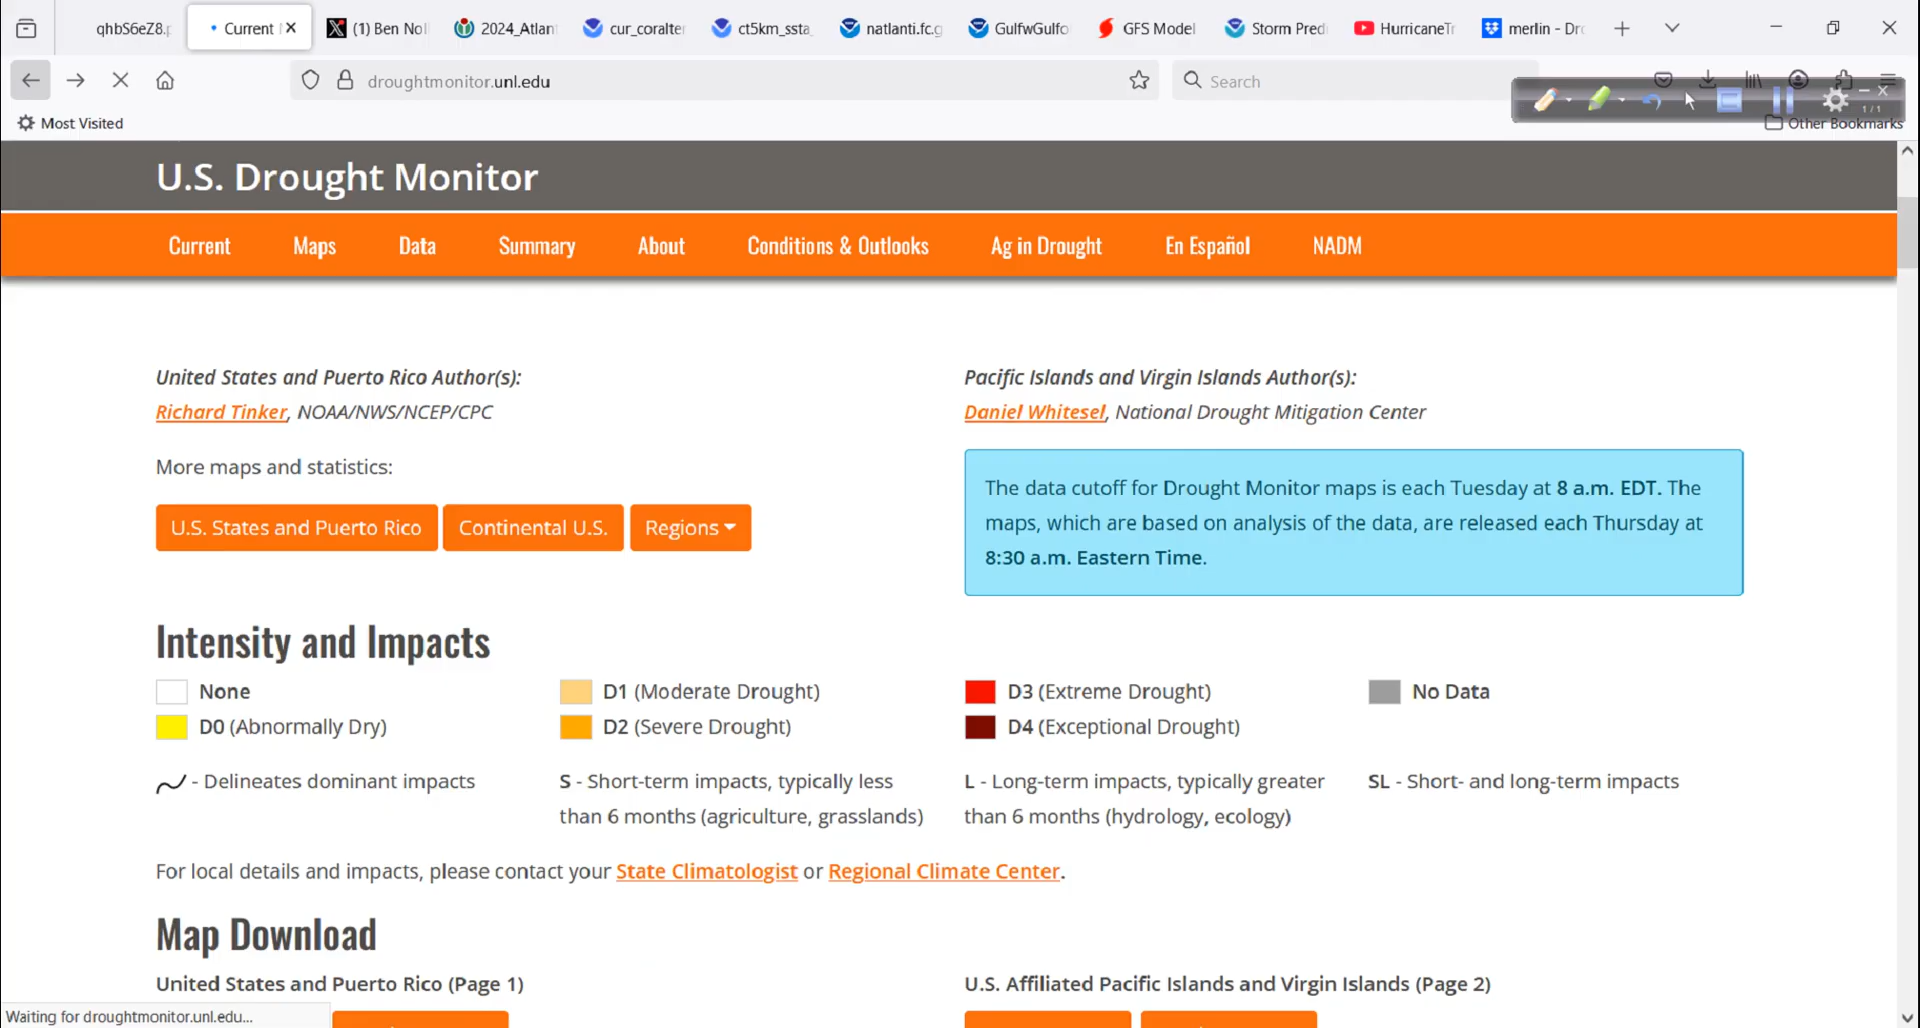 qhbS6eZ8.p
Current
(1) Ben Noll
2024_Atlan
cur_coralter
ct5km_ssta_
natlanti.fc.g
GulfwGulfo
GFS Model
Storm Pred
HurricaneTr
merlin - Dro
droughtmonitor.unl.edu
Search
1 / 1
Most Visited
Other Bookmarks
U.S. Drought Monitor
Current Maps Data Summary About Conditions & Outlooks Ag in Drought En Español NADM
United States and Puerto Rico Author(s):
Richard Tinker, NOAA/NWS/NCEP/CPC
Pacific Islands and Virgin Islands Author(s):
Daniel Whitesel, National Drought Mitigation Center
More maps and statistics:
U.S. States and Puerto Rico Continental U.S. Regions
The data cutoff for Drought Monitor maps is each Tuesday at 8 a.m. EDT. The
maps, which are based on analysis of the data, are released each Thursday at
8:30 a.m. Eastern Time.
Intensity and Impacts
None
D0 (Abnormally Dry)
D1 (Moderate Drought)
D2 (Severe Drought)
D3 (Extreme Drought)
D4 (Exceptional Drought)
No Data
- Delineates dominant impacts
S - Short-term impacts, typically less
than 6 months (agriculture, grasslands)
L - Long-term impacts, typically greater
than 6 months (hydrology, ecology)
SL - Short- and long-term impacts
For local details and impacts, please contact your State Climatologist or Regional Climate Center.
Map Download
United States and Puerto Rico (Page 1)
U.S. Affiliated Pacific Islands and Virgin Islands (Page 2)
Waiting for droughtmonitor.unl.edu...